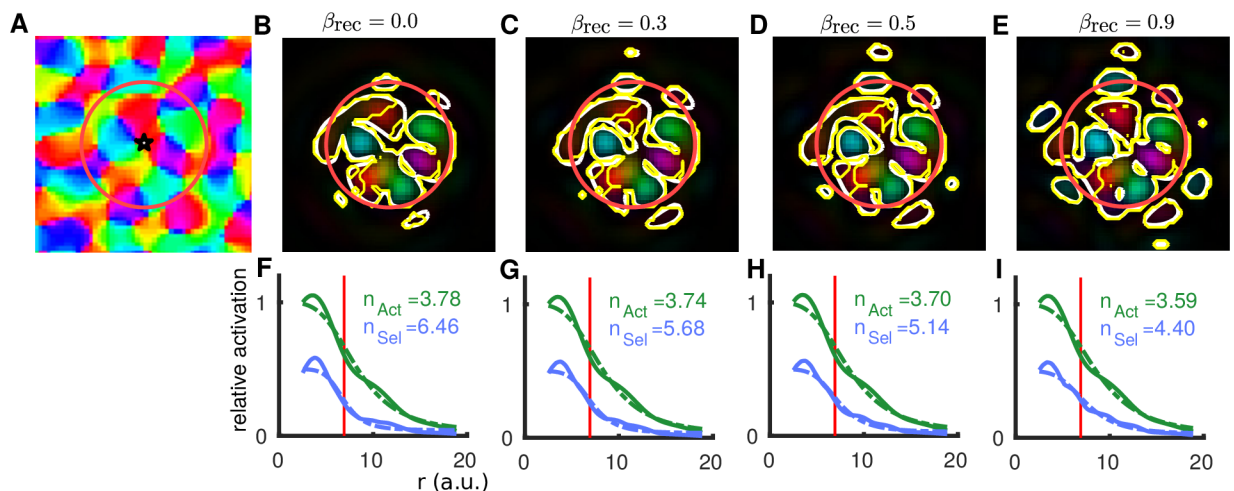 A
B
β_rec = 0.0
C
β_rec = 0.3
D
β_rec = 0.5
E
β_rec = 0.9
F
n_Act =3.78
n_Sel =6.46
G
n_Act =3.74
n_Sel =5.68
H
n_Act =3.70
n_Sel =5.14
I
n_Act =3.59
n_Sel =4.40
relative activation
1
0
1
0
1
0
1
0
0 10 20
0 10 20
0 10 20
0 10 20
r (a.u.)